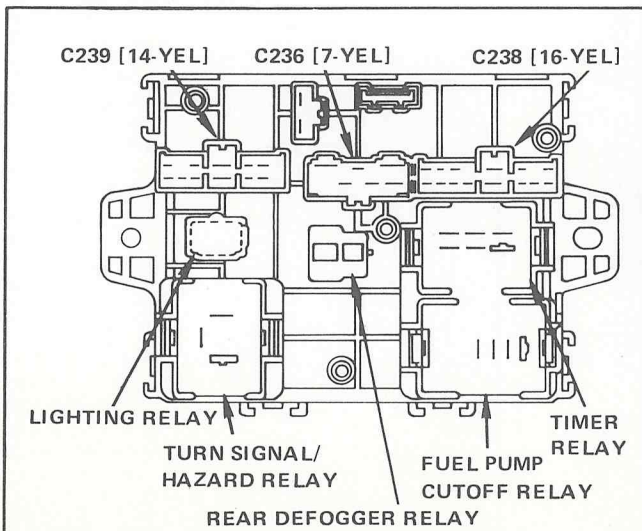 C239 [14-YEL] C236 [7-YEL] C238 [16-YEL]
LIGHTING RELAY
TURN SIGNAL/
HAZARD RELAY
REAR DEFOGGER RELAY
FUEL PUMP
CUTOFF RELAY
TIMER
RELAY